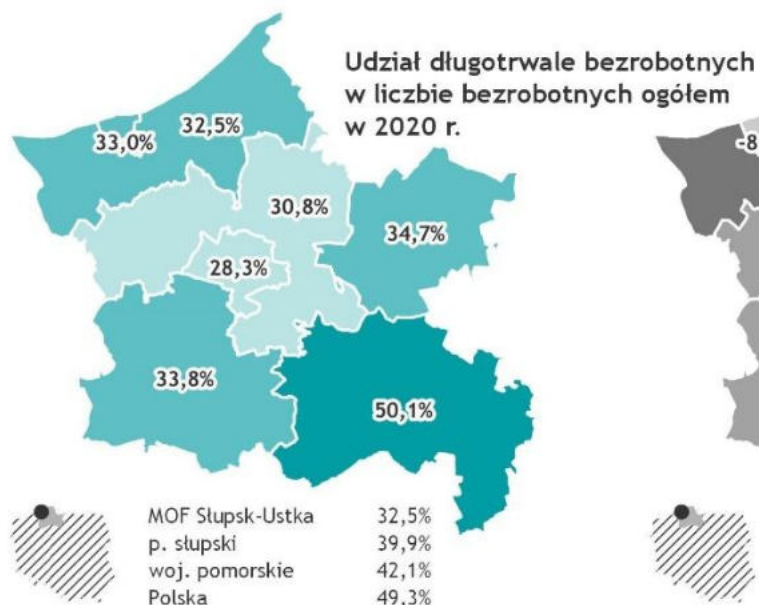 Udział długotrwale bezrobotnych
w liczbie bezrobotnych ogółem
w 2020 r.
33,0%
32,5%
30,8%
34,7%
28,3%
33,8%
50,1%
-8
MOF Słupsk-Ustka 32,5%
p. słupski 39,9%
woj. pomorskie 42,1%
Polska 49,3%